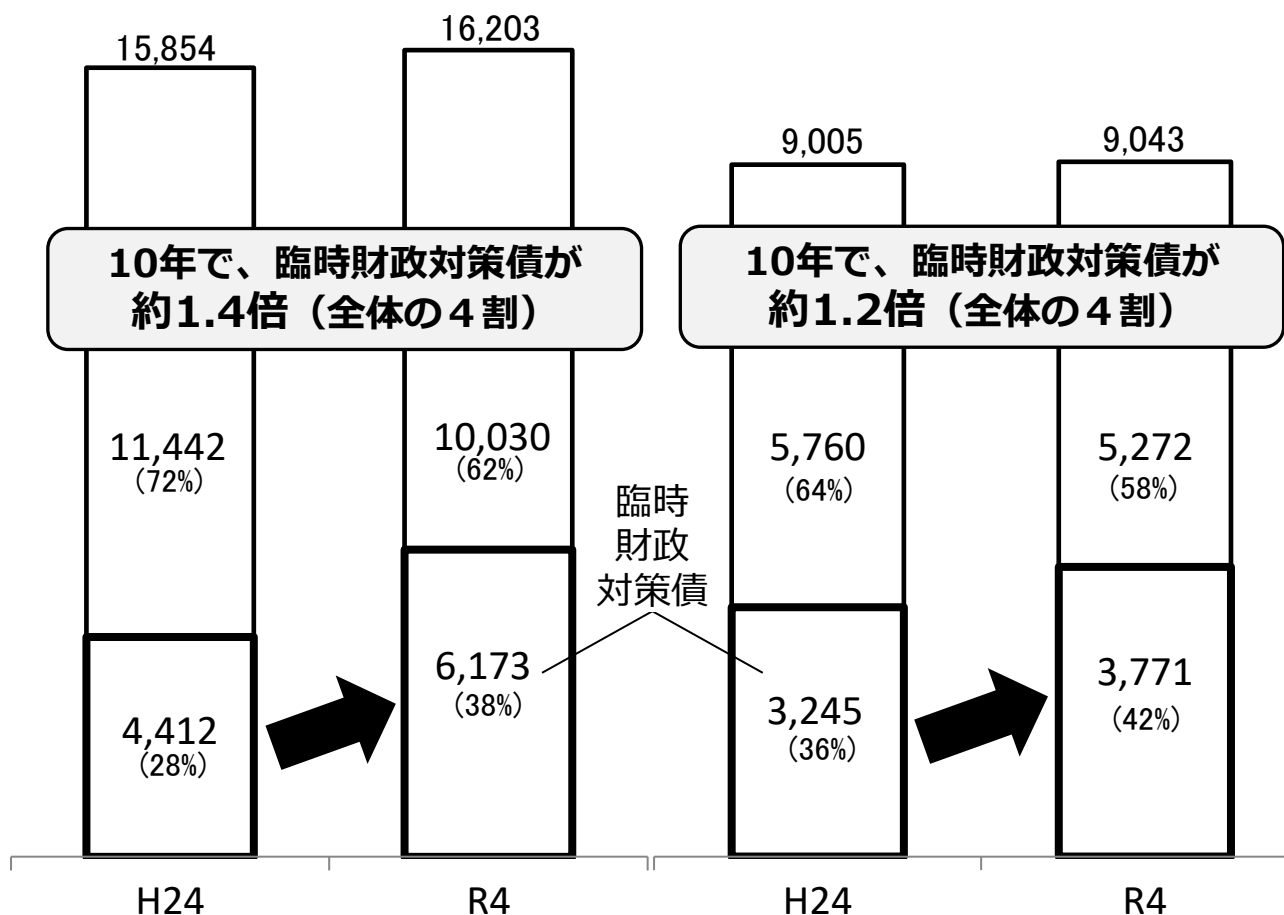 15,854
16,203
9,005
9,043
10年で、臨時財政対策債が
約1.4倍（全体の４割）
10年で、臨時財政対策債が
約1.2倍（全体の４割）
11,442
（72%）
10,030
（62%）
5,760
（64%）
5,272
（58%）
臨時
財政
対策債
4,412
（28%）
6,173
（38%）
3,245
（36%）
3,771
（42%）
H24
R4
H24
R4